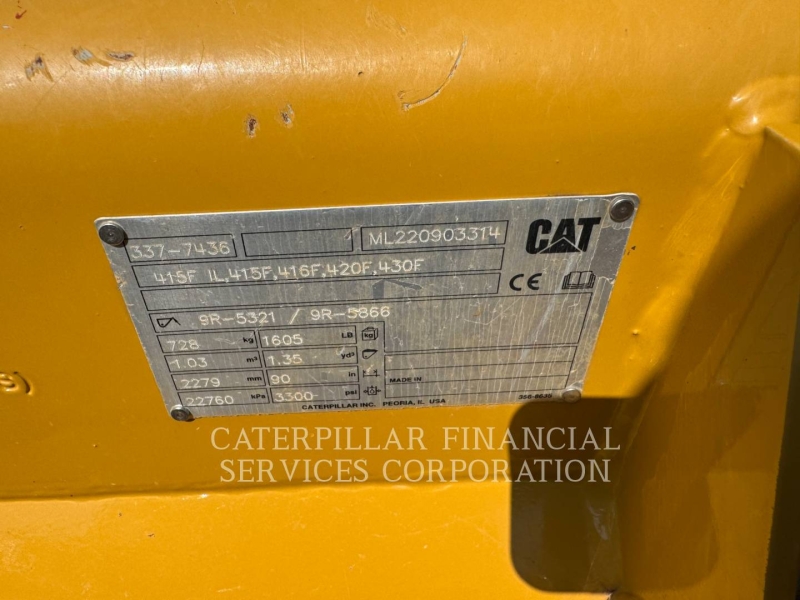 337-7436 1 ML220903314 CAT
415F IL,415F,416F,420F,430F
CE
9R-5321 / 9R-5866
728 kg 1605 LB kg
1.03 m³ 1.35 yd³
2279 mm 90 in MADE IN
22760 kPa 3300 psi
CATERPILLAR INC. PEORIA, IL USA
CATERPILLAR FINANCIAL
SERVICES CORPORATION